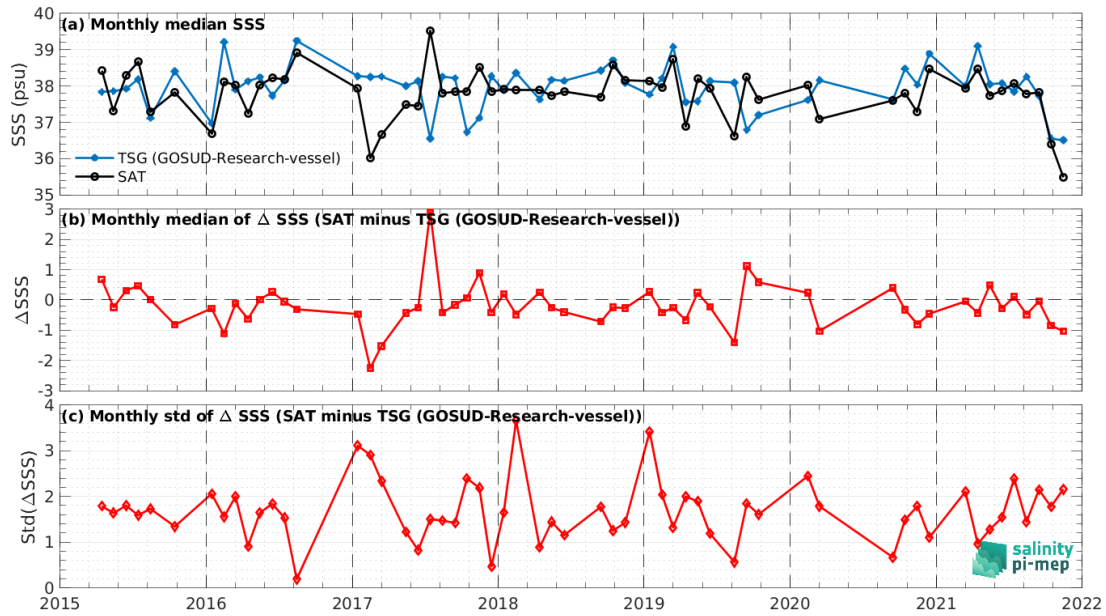 (a) Monthly median SSS
SSS (psu)
40
39
38
37
36
35
TSG (GOSUD-Research-vessel)
SAT
(b) Monthly median of Δ SSS (SAT minus TSG (GOSUD-Research-vessel))
ΔSSS
3
2
1
0
-1
-2
-3
(c) Monthly std of Δ SSS (SAT minus TSG (GOSUD-Research-vessel))
Std( ΔSSS)
4
3
2
1
0
salinity
pi-mep
2015 2016 2017 2018 2019 2020 2021 2022